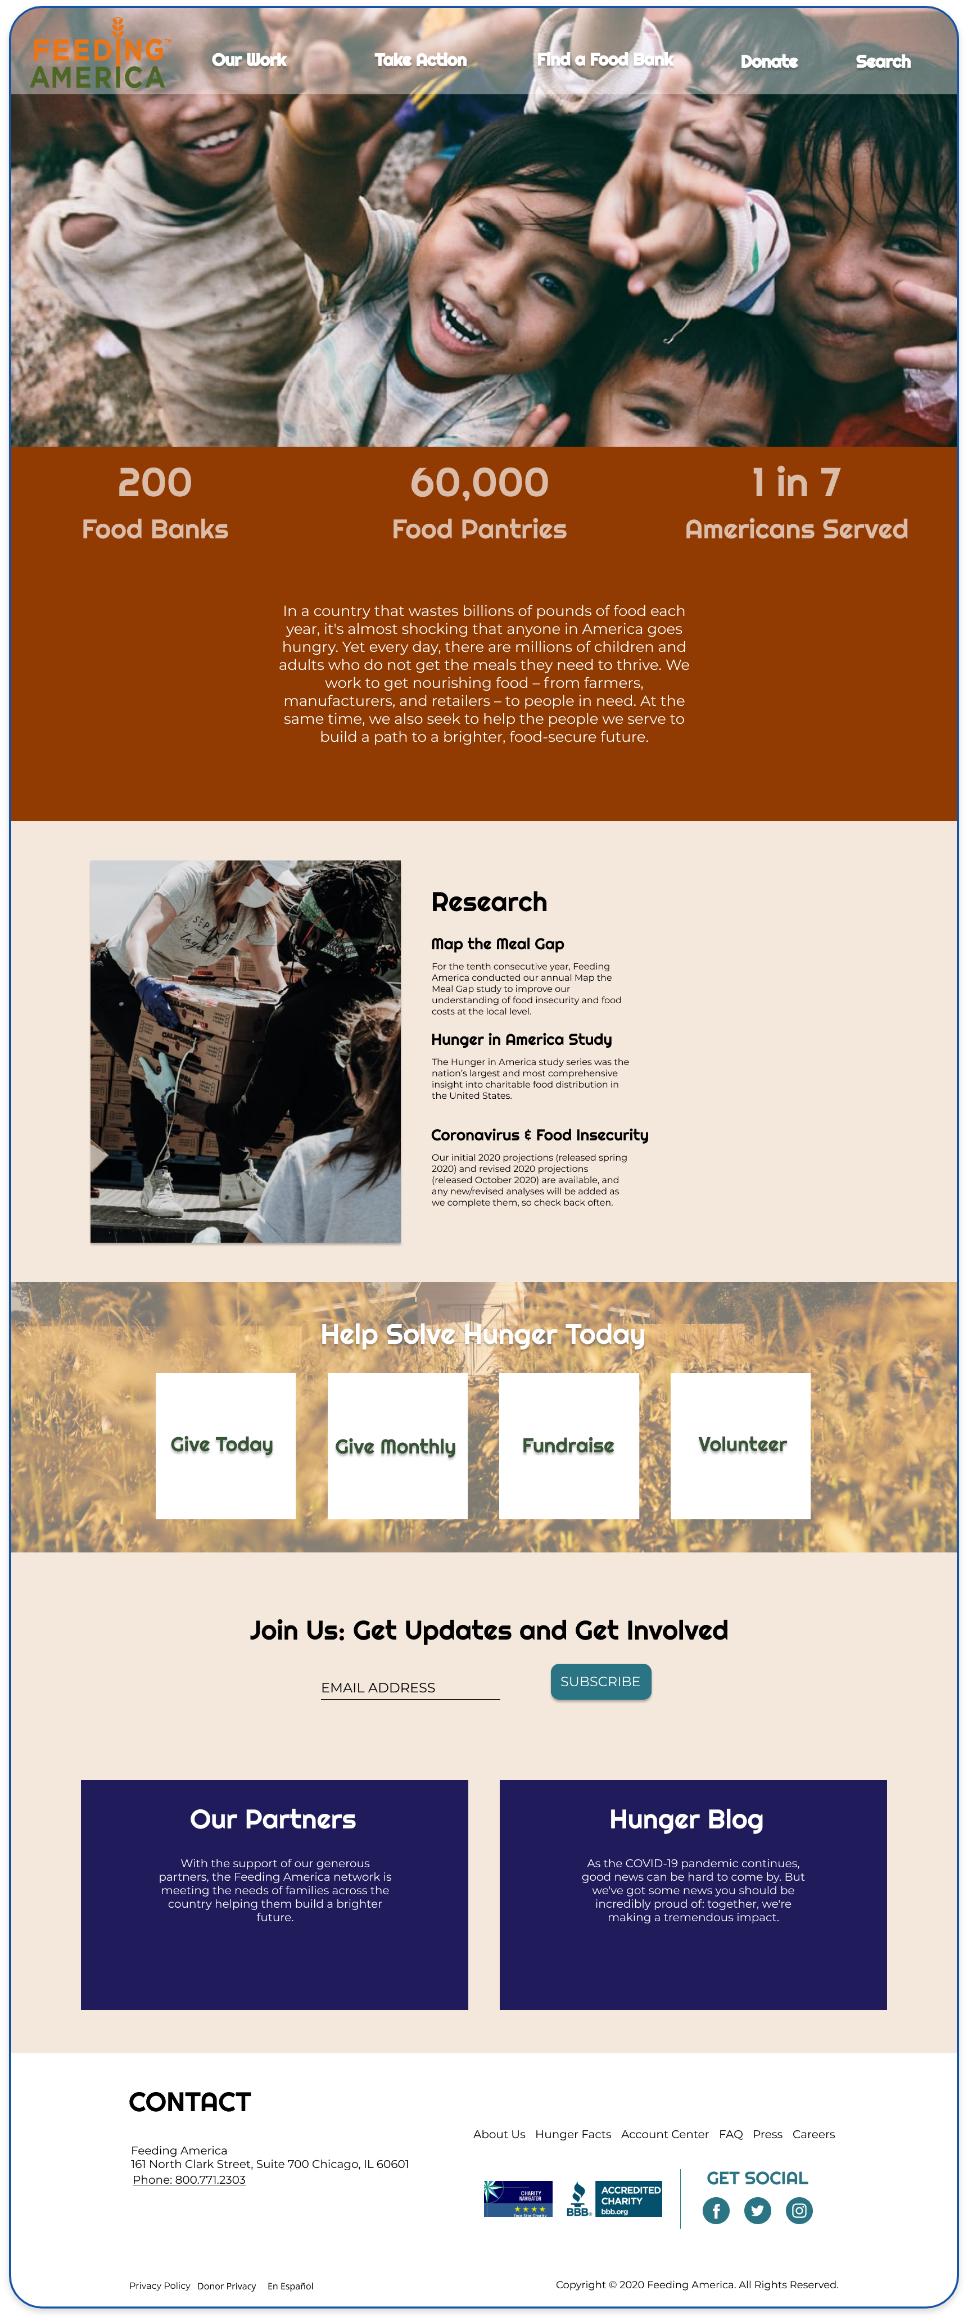 FEEDING
AMERICA
Our Work Take Action Find a Food Bank Donate Search
200 60,000 1 in 7
Food Banks Food Pantries Americans Served
In a country that wastes billions of pounds of food each
year, it's almost shocking that anyone in America goes
hungry. Yet every day, there are millions of children and
adults who do not get the meals they need to thrive. We
work to get nourishing food – from farmers,
manufacturers, and retailers – to people in need. At the
same time, we also seek to help the people we serve to
build a path to a brighter, food-secure future.
Research
Map the Meal Gap
For the tenth consecutive year, Feeding
America conducted our annual Map the
Meal Gap study to improve our
understanding of food insecurity and food
costs at the local level.
Hunger in America Study
The Hunger in America study series was the
nation's largest and most comprehensive
insight into charitable food distribution in
the United States.
Coronavirus & Food Insecurity
Our initial 2020 projections (released spring
2020) and revised 2020 projections
(released October 2020) are available, and
any new/revised analyses will be added as
we complete them, so check back often.
Help Solve Hunger Today
Give Today Give Monthly Fundraise Volunteer
Join Us: Get Updates and Get Involved
EMAIL ADDRESS SUBSCRIBE
Our Partners
With the support of our generous
partners, the Feeding America network is
meeting the needs of families across the
country helping them build a brighter
future.
Hunger Blog
As the COVID-19 pandemic continues,
good news can be hard to come by. But
we've got some news you should be
incredibly proud of: together, we're
making a tremendous impact.
CONTACT
Feeding America
161 North Clark Street, Suite 700 Chicago, IL 60601
Phone: 800.771.2303
About Us Hunger Facts Account Center FAQ Press Careers
CHARITY
NAVIGATOR
Four Star Charity
BBB
ACCREDITED
CHARITY
bbb.org
GET SOCIAL
Privacy Policy Donor Privacy En Español
Copyright © 2020 Feeding America. All Rights Reserved.